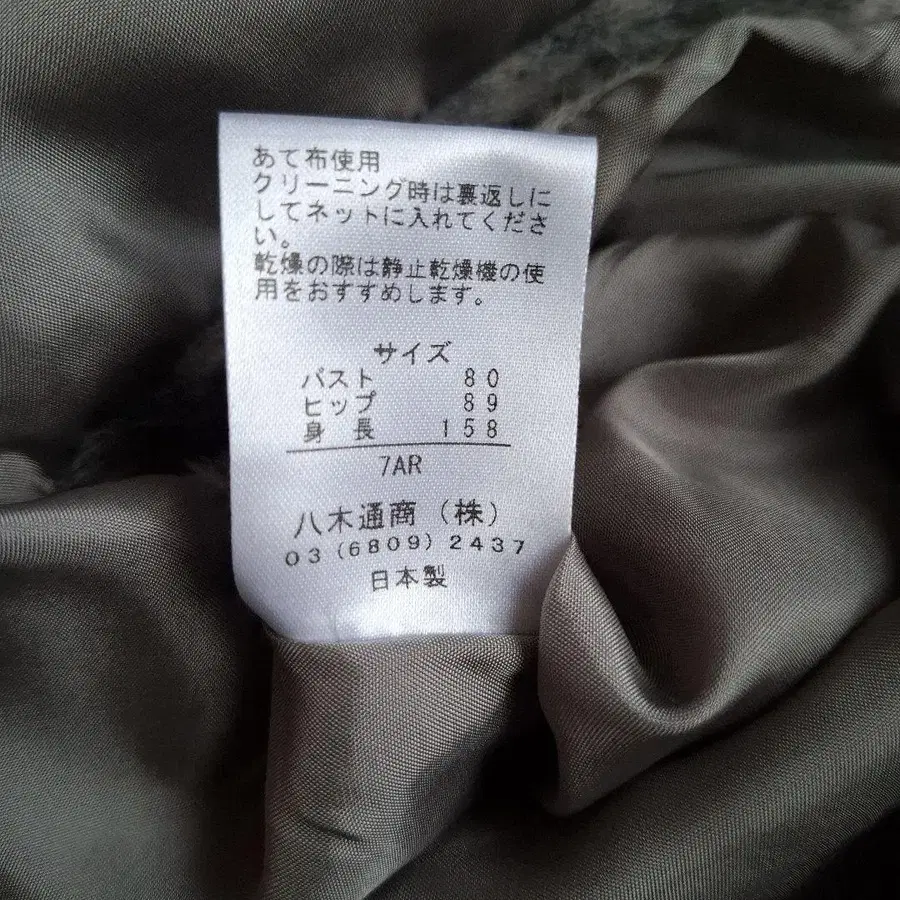 あて布使用
クリーニング時は裏返しに
してネットに入れてくださ
い。
乾燥の際は静止乾燥機の使
用をおすすめします。
サイズ
バスト 80
ヒップ 89
身長 158
7AR
八木通商（株）
03(6809)2437
日本製